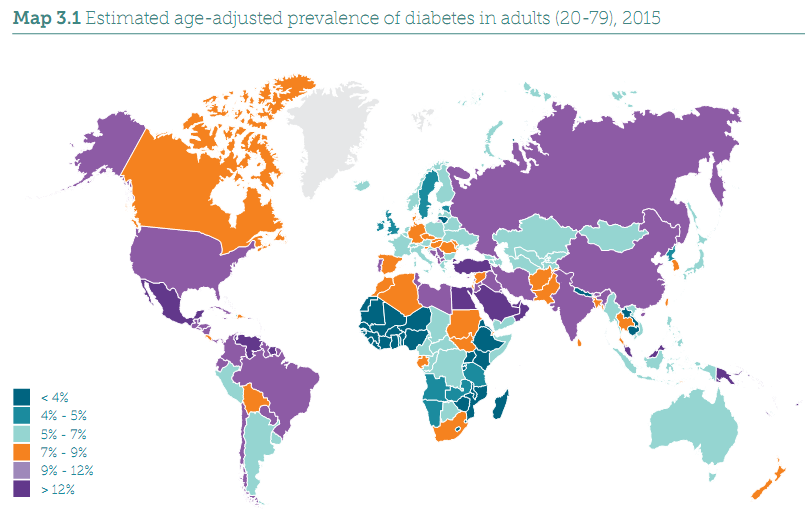 Map 3.1 Estimated age-adjusted prevalence of diabetes in adults (20-79), 2015
< 4%
4% - 5%
5% - 7%
7% - 9%
9% - 12%
> 12%